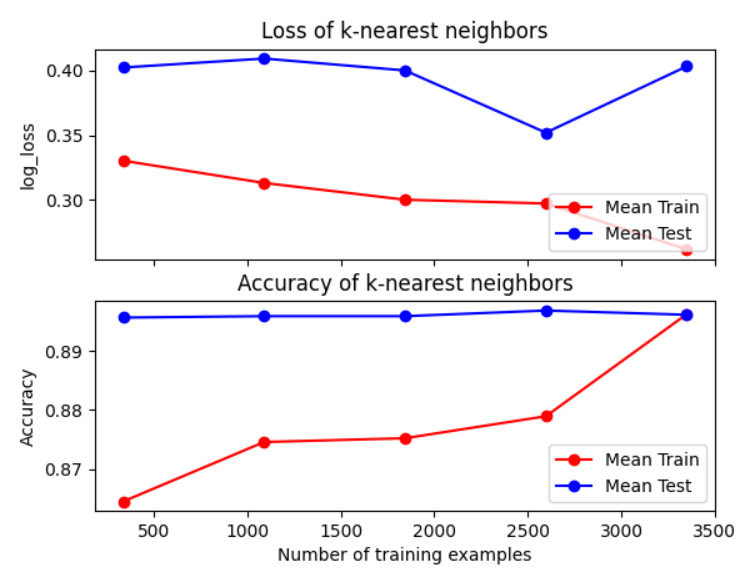 Loss of k-nearest neighbors
0.40
0.35
0.30
log_loss
Mean Train
Mean Test
Accuracy of k-nearest neighbors
0.89
0.88
0.87
Accuracy
Mean Train
Mean Test
500 1000 1500 2000 2500 3000 3500
Number of training examples